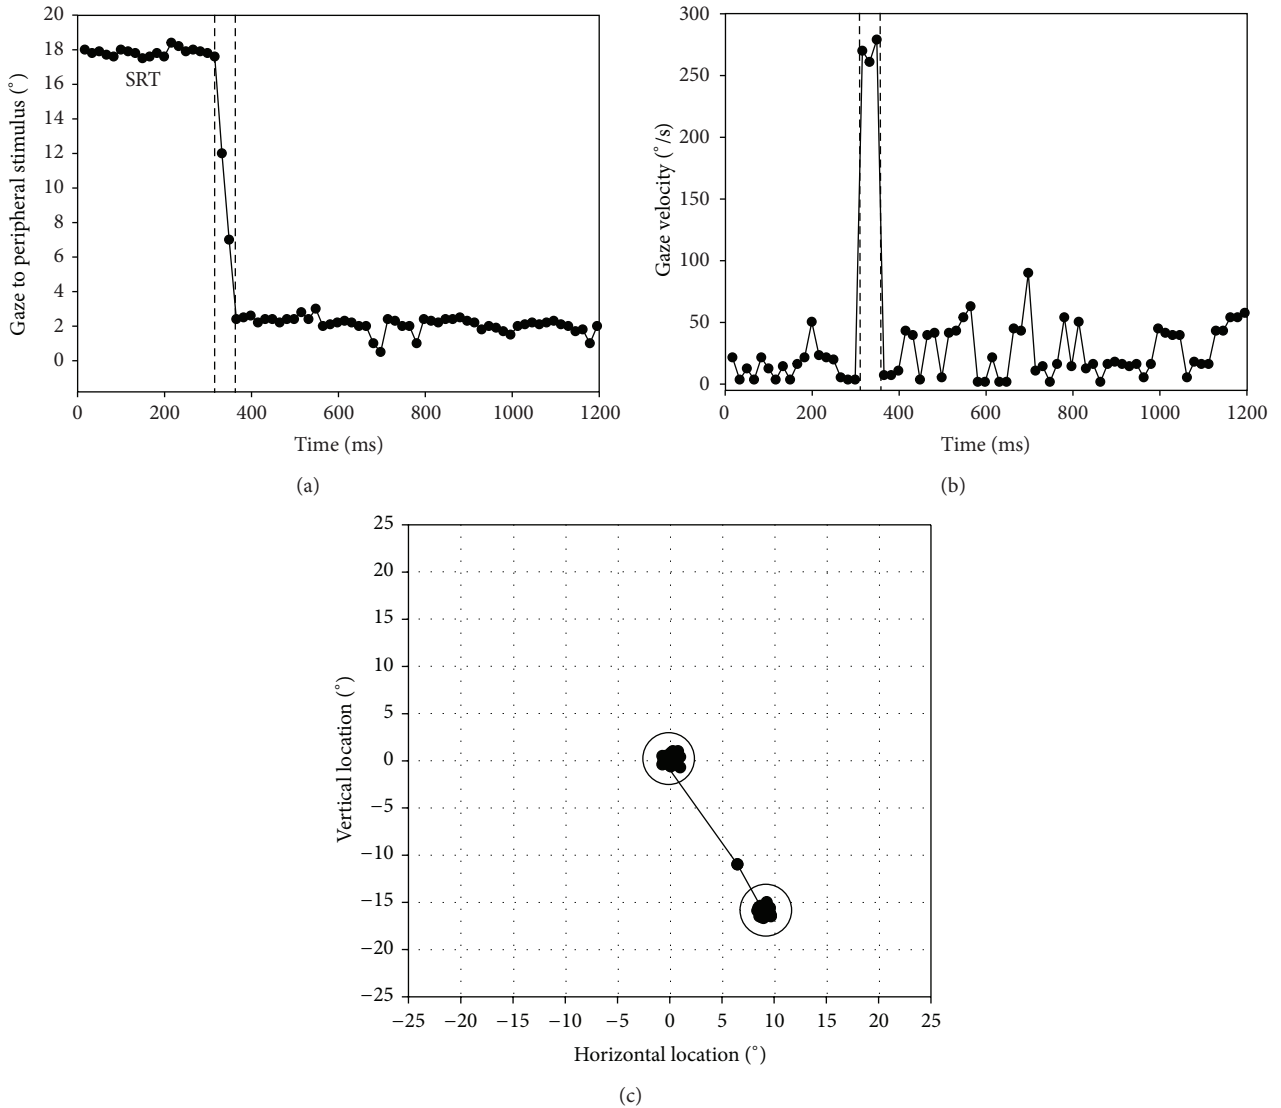 20
18
16
14
12
10
8
6
4
2
0
SRT
Gaze to peripheral stimulus (°)
0 200 400 600 800 1000 1200
Time (ms)
(a)
300
250
200
150
100
50
0
Gaze velocity (°/s)
0 200 400 600 800 1000 1200
Time (ms)
(b)
25
20
15
10
5
0
−5
−10
−15
−20
−25
Vertical location (°)
−25 −20 −15 −10 −5 0 5 10 15 20 25
Horizontal location (°)
(c)